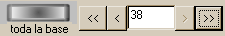 << < 38 > >>
toda la base